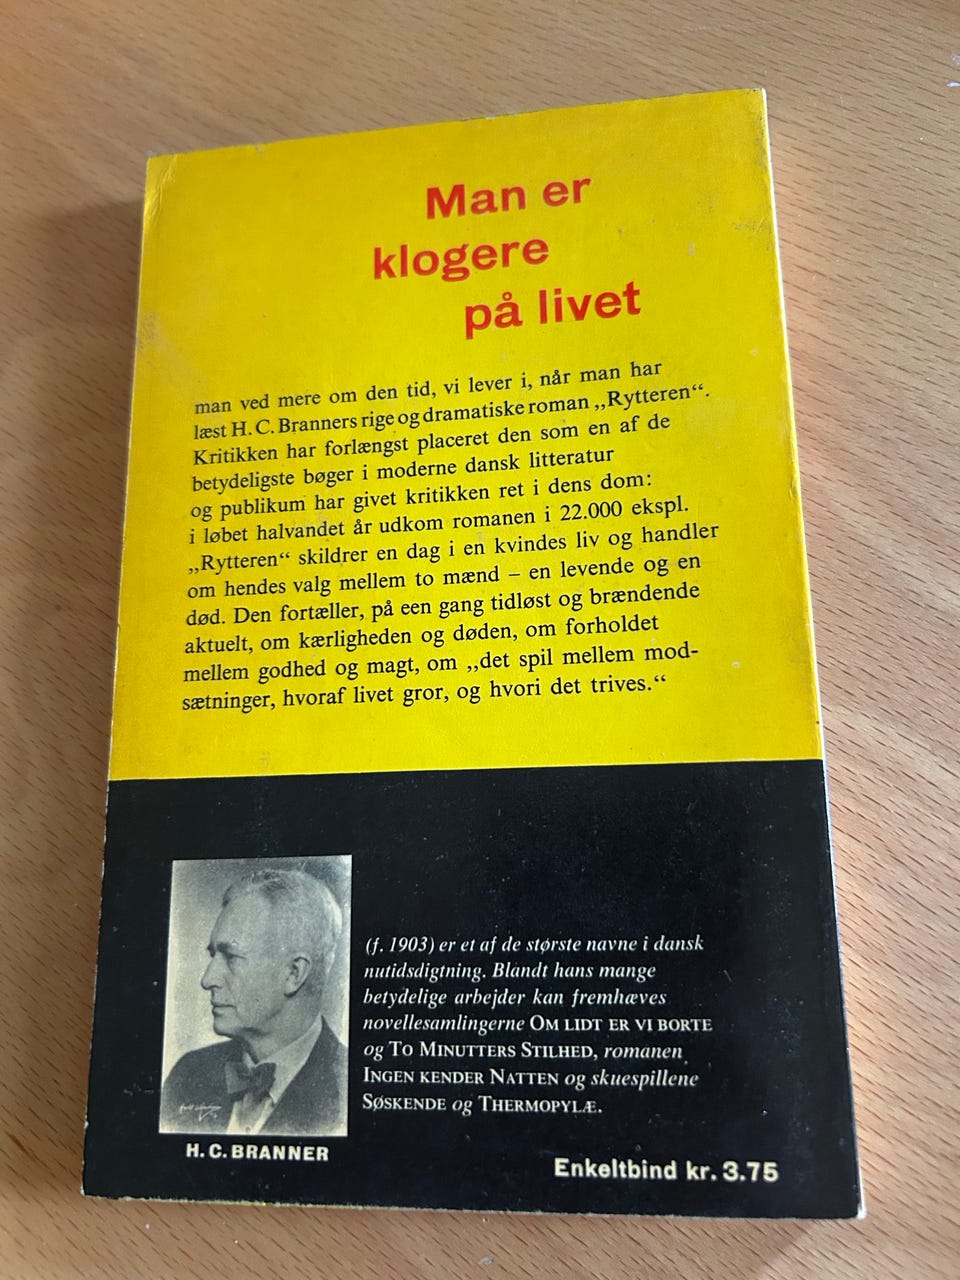 Man er
klogere
på livet
man ved mere om den tid, vi lever i, når man har
læst H. C. Branners rige og dramatiske roman „Rytteren“.
Kritikken har forlængst placeret den som en af de
betydeligste bøger i moderne dansk litteratur
og publikum har givet kritikken ret i dens dom:
i løbet halvandet år udkom romanen i 22.000 ekspl.
„Rytteren“ skildrer en dag i en kvindes liv og handler
om hendes valg mellem to mænd – en levende og en
død. Den fortæller, på een gang tidløst og brændende
aktuelt, om kærligheden og døden, om forholdet
mellem godhed og magt, om „det spil mellem mod-
sætninger, hvoraf livet gror, og hvori det trives.“
(f. 1903) er et af de største navne i dansk
nutidsdigtning. Blandt hans mange
betydelige arbejder kan fremhæves
novellesamlingerne OM LIDT ER VI BORTE
og TO MINUTTERS STILHED, romanen
INGEN KENDER NATTEN og skuespillene
SØSKENDE og THERMOPYLÆ.
H. C. BRANNER
Enkeltbind kr. 3.75